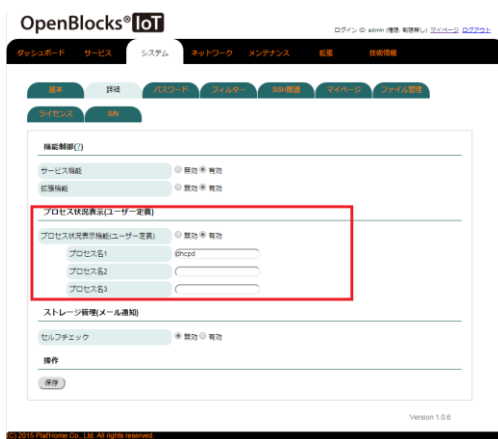 OpenBlocks® IoT
ログイン ID: admin (権限: 制限無し) マイページ ログアウト
ダッシュボード サービス システム ネットワーク メンテナンス 拡張 技術情報
基本 詳細 パスワード フィルター SSH関連 マイページ ファイル管理
ライセンス S/N
機能制御(?)
サービス機能 無効 有効
拡張機能 無効 有効
プロセス状況表示(ユーザー定義)
プロセス状況表示機能(ユーザー定義) 無効 有効
プロセス名1 dhcpd
プロセス名2
プロセス名3
ストレージ管理(メール通知)
セルフチェック 無効 有効
操作
保存
Version 1.0.6
(C) 2015 PlatHome Co., Ltd. All rights reserved.